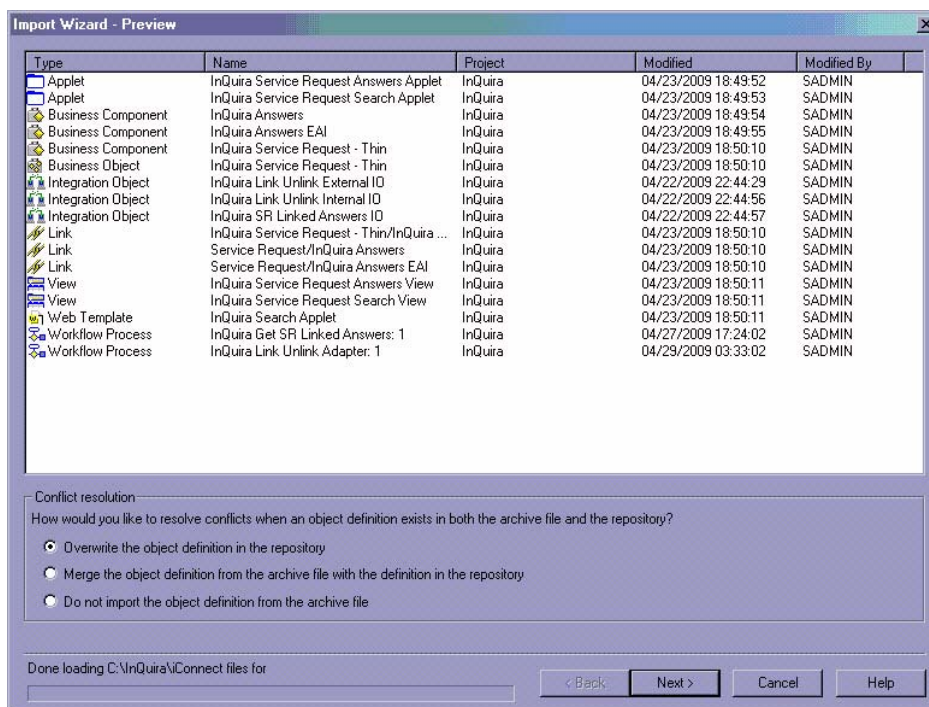 Import Wizard - Preview
Type Name Project Modified Modified By
Applet InQuira Service Request Answers Applet InQuira 04/23/2009 18:49:52 SADMIN
Applet InQuira Service Request Search Applet InQuira 04/23/2009 18:49:53 SADMIN
Business Component InQuira Answers InQuira 04/23/2009 18:49:54 SADMIN
Business Component InQuira Answers EAI InQuira 04/23/2009 18:49:55 SADMIN
Business Component InQuira Service Request - Thin InQuira 04/23/2009 18:50:10 SADMIN
Business Object InQuira Service Request - Thin InQuira 04/23/2009 18:50:10 SADMIN
Integration Object InQuira Link Unlink External IO InQuira 04/22/2009 22:44:29 SADMIN
Integration Object InQuira Link Unlink Internal IO InQuira 04/22/2009 22:44:56 SADMIN
Integration Object InQuira SR Linked Answers IO InQuira 04/22/2009 22:44:57 SADMIN
Link InQuira Service Request - Thin/InQuira ... InQuira 04/23/2009 18:50:10 SADMIN
Link Service Request/InQuira Answers InQuira 04/23/2009 18:50:10 SADMIN
Link Service Request/InQuira Answers EAI InQuira 04/23/2009 18:50:10 SADMIN
View InQuira Service Request Answers View InQuira 04/23/2009 18:50:11 SADMIN
View InQuira Service Request Search View InQuira 04/23/2009 18:50:11 SADMIN
Web Template InQuira Search Applet InQuira 04/23/2009 18:50:11 SADMIN
Workflow Process InQuira Get SR Linked Answers: 1 InQuira 04/27/2009 17:24:02 SADMIN
Workflow Process InQuira Link Unlink Adapter: 1 InQuira 04/29/2009 03:33:02 SADMIN
Conflict resolution
How would you like to resolve conflicts when an object definition exists in both the archive file and the repository?
Overwrite the object definition in the repository
Merge the object definition from the archive file with the definition in the repository
Do not import the object definition from the archive file
Done loading C:\InQuira\iConnect files for
< Back Next > Cancel Help